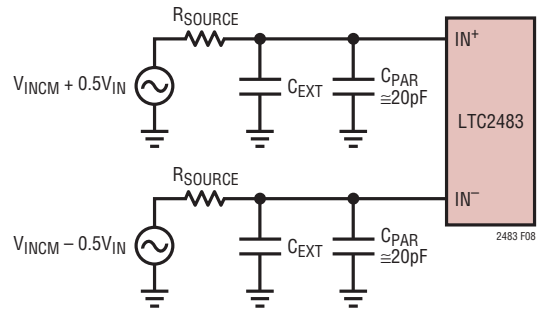 RSOURCE
VINCM + 0.5VIN
CEXT
CPAR
≅20pF
IN+
LTC2483
RSOURCE
VINCM – 0.5VIN
CEXT
CPAR
≅20pF
IN–
2483 F08